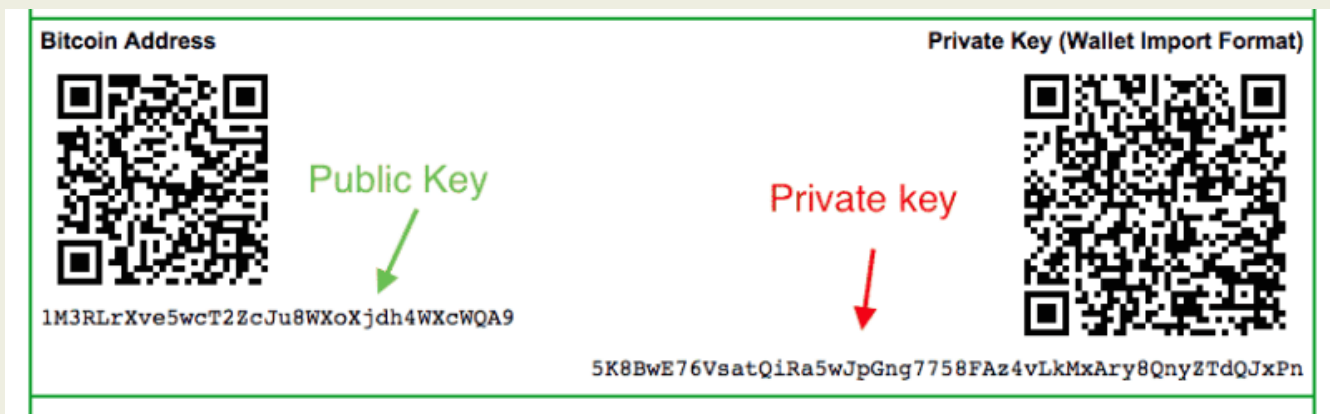 Bitcoin Address
Private Key (Wallet Import Format)
Public Key
Private key
1M3RLrXve5wcT2ZcJu8WXoXjdh4WXcWQA9
5K8BwE76VsatQiRa5wJpGng7758FAz4vLkMxAry8QnyZTdQJxPn